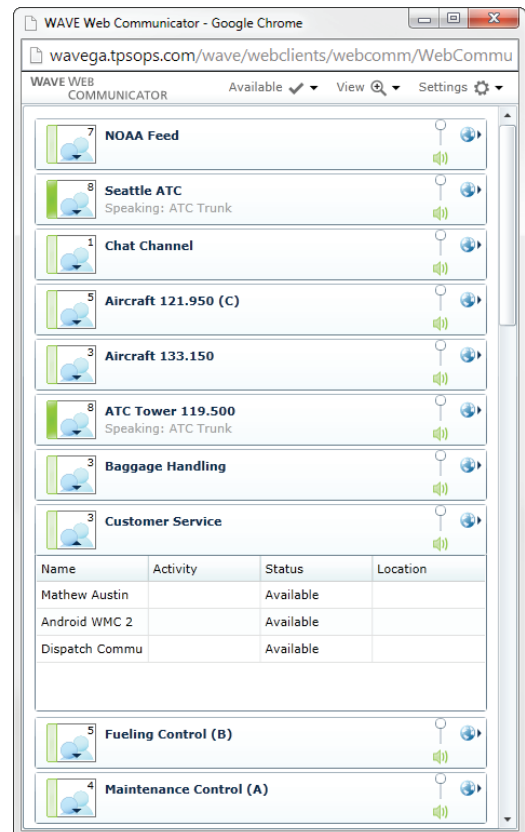 WAVE Web Communicator - Google Chrome
wavega.tpsops.com/wave/webclients/webcomm/WebCommu
WAVE WEB
COMMUNICATOR
Available
View
Settings
7 NOAA Feed
8 Seattle ATC
Speaking: ATC Trunk
1 Chat Channel
5 Aircraft 121.950 (C)
3 Aircraft 133.150
8 ATC Tower 119.500
Speaking: ATC Trunk
3 Baggage Handling
3 Customer Service
Name Activity Status Location
Mathew Austin Available
Android WMC 2 Available
Dispatch Commu Available
5 Fueling Control (B)
4 Maintenance Control (A)